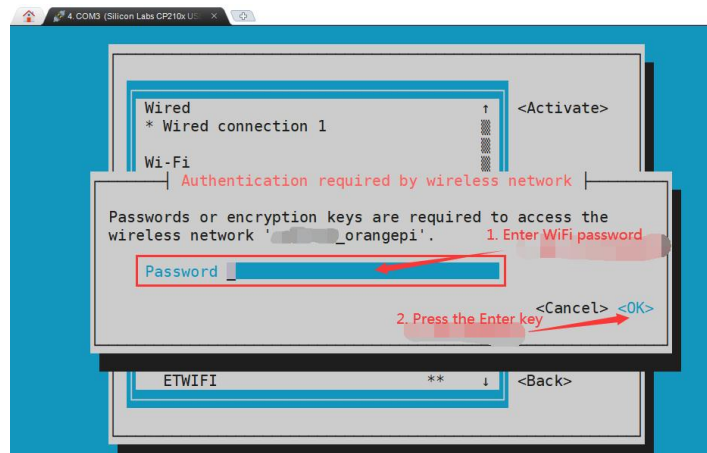 4. COM3 (Silicon Labs CP210x US
Wired
* Wired connection 1
<Activate>
Wi-Fi
Authentication required by wireless network
Passwords or encryption keys are required to access the
wireless network ' _orangepi'.
1. Enter WiFi password
Password _
<Cancel> <OK>
2. Press the Enter key
ETWIFI ** ↓ <Back>